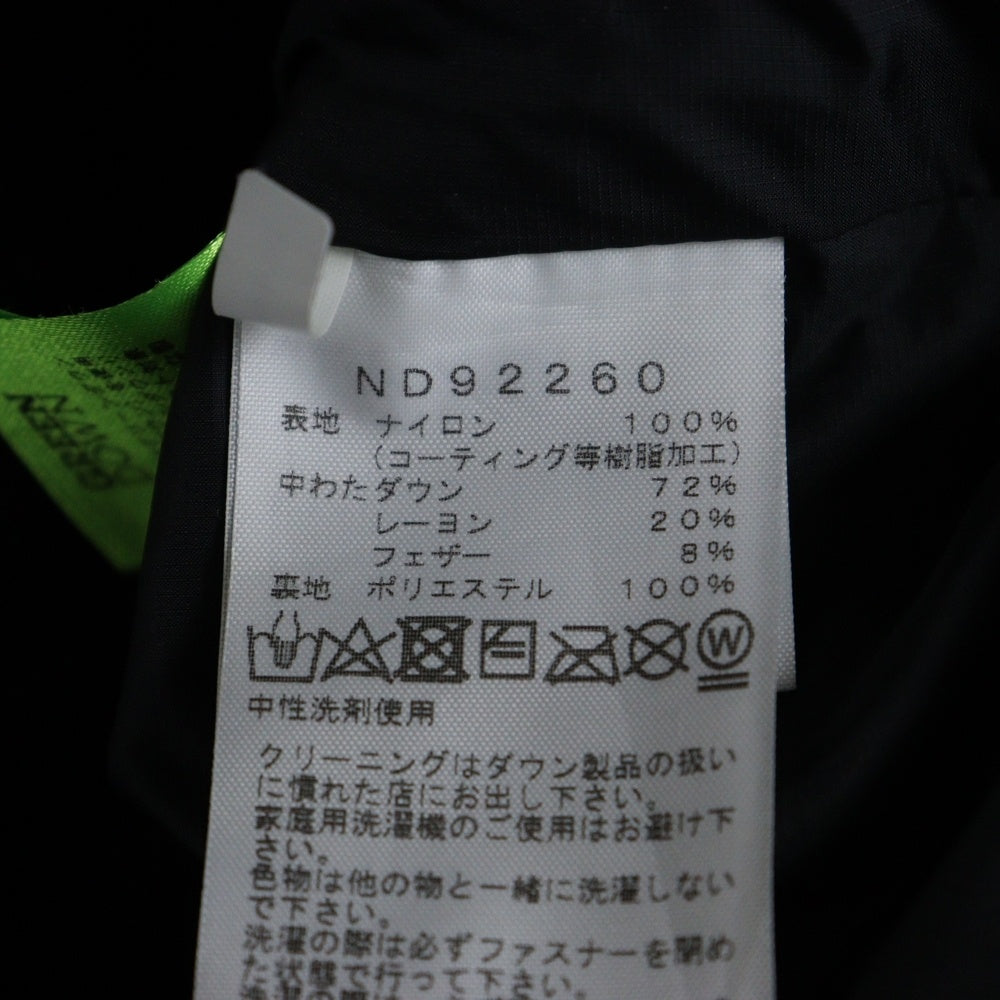 ND92260
表地 ナイロン 100%
(コーティング等樹脂加工)
中わた ダウン 72%
レーヨン 20%
フェザー 8%
裏地 ポリエステル 100%
W
中性洗剤使用
クリーニングはダウン製品の扱い
に慣れた店にお出し下さい。
家庭用洗濯機のご使用はお避け下
さい。
色物は他の物と一緒に洗濯しない
で下さい。
洗濯の際は必ずファスナーを閉め
た状態で行って下さい。
GREEN
DOWN